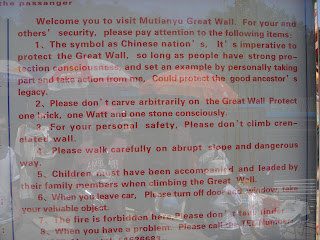 the passanger
Welcome you to visit Mutianyu Great Wall. For your and
others' security, please pay attention to the following items:
1、The symbol as Chinese nation's, It's imperative to
protect the Great Wall, so long as people have strong pro-
tection consciousness and set an example by personally taking
part and take action from me, Could protect the good ancestor's
legacy.
2、Please don't carve arbitrarily on the Great Wall Protect
one brick, one Watt and one stone consciously.
3、For your personal safety, Please don't climb cren-
elated wall.
4、Please walk carefully on abrupt slope and dangerous
way.
5、Children must have been accompanied and leaded by
their family members when climbing the Great Wall.
6、When you leave car, Please turn off door and window, take
your valuable object.
7、The fire is forbidden here, Please don't
8、When you have a problem. Please call the TEL Numbers: